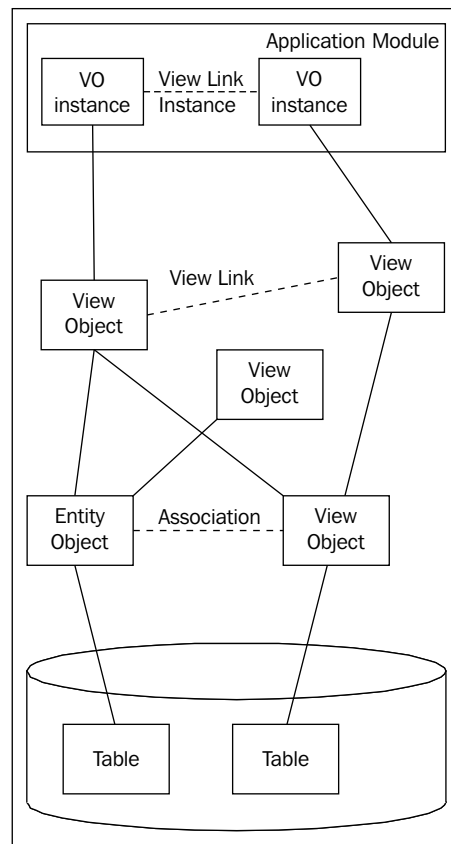 Application Module
VO
instance
View Link
Instance
VO
instance
View
Object
View Link
View
Object
View
Object
Entity
Object
Association
View
Object
Table
Table